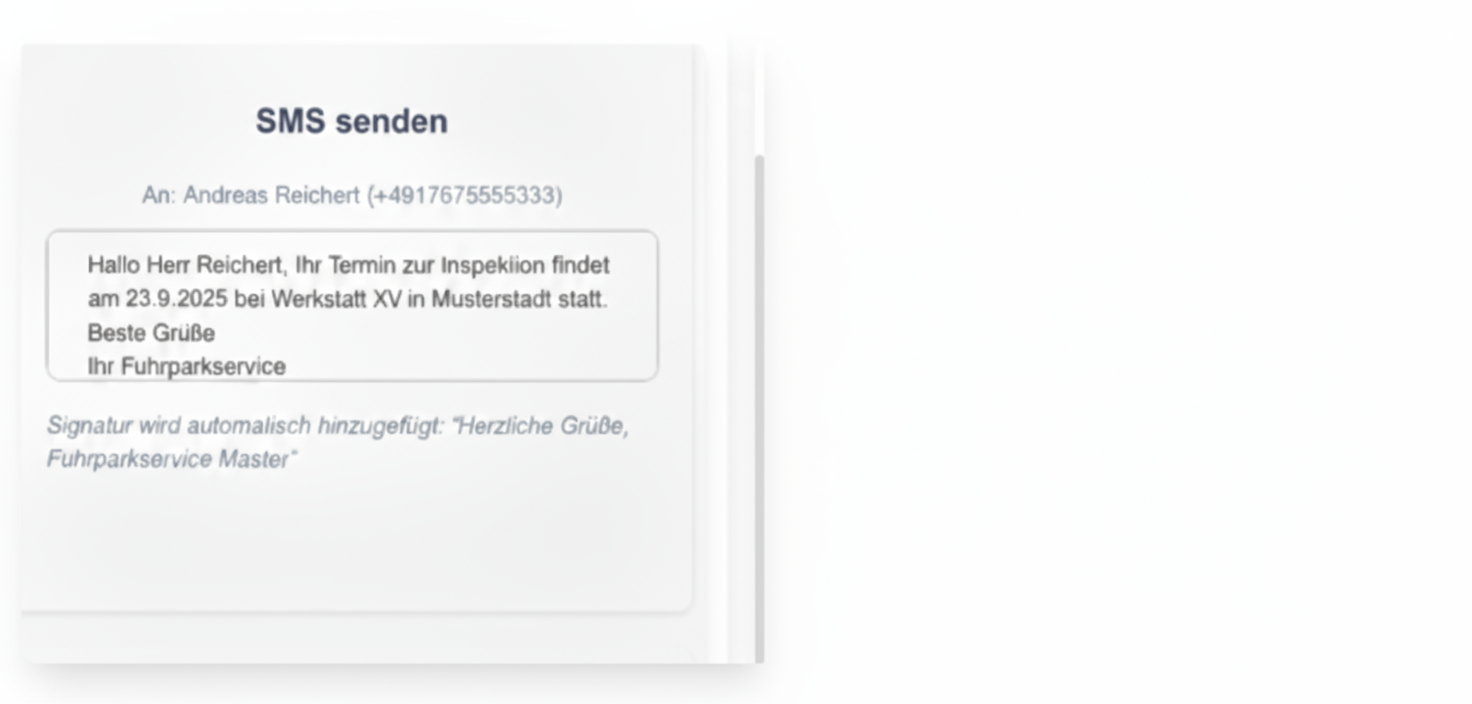 SMS senden
An: Andreas Reichert (+4917675555333)
Hallo Herr Reichert, Ihr Termin zur Inspekiion findet
am 23.9.2025 bei Werkstatt XV in Musterstadt statt.
Beste Grüße
Ihr Fuhrparkservice
Signatur wird automalisch hinzugefügt: "Herzliche Grüße,
Fuhrparkservice Master"